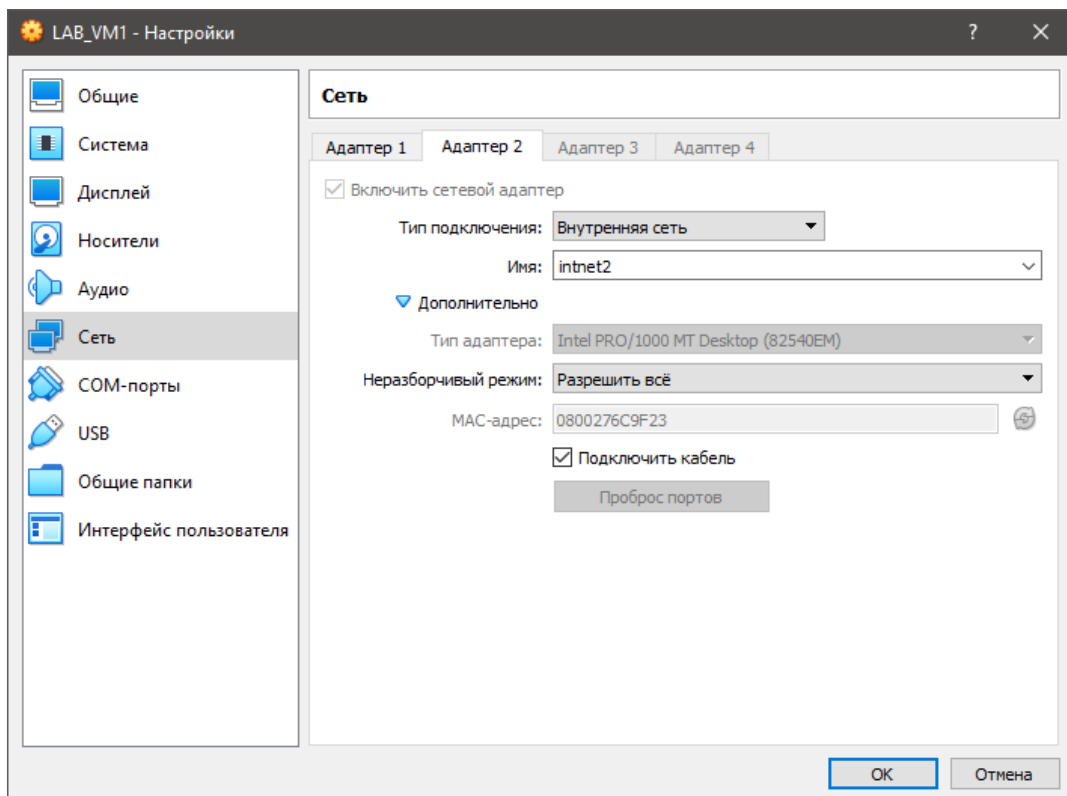 LAB_VM1 - Настройки
?
Общие
Система
Дисплей
Носители
Аудио
Сеть
COM-порты
USB
Общие папки
Интерфейс пользователя
Сеть
Адаптер 1 Адаптер 2 Адаптер 3 Адаптер 4
Включить сетевой адаптер
Тип подключения: Внутренняя сеть
Имя: intnet2
Дополнительно
Тип адаптера: Intel PRO/1000 MT Desktop (82540EM)
Неразборчивый режим: Разрешить всё
MAC-адрес: 0800276C9F23
Подключить кабель
Проброс портов
OK Отмена